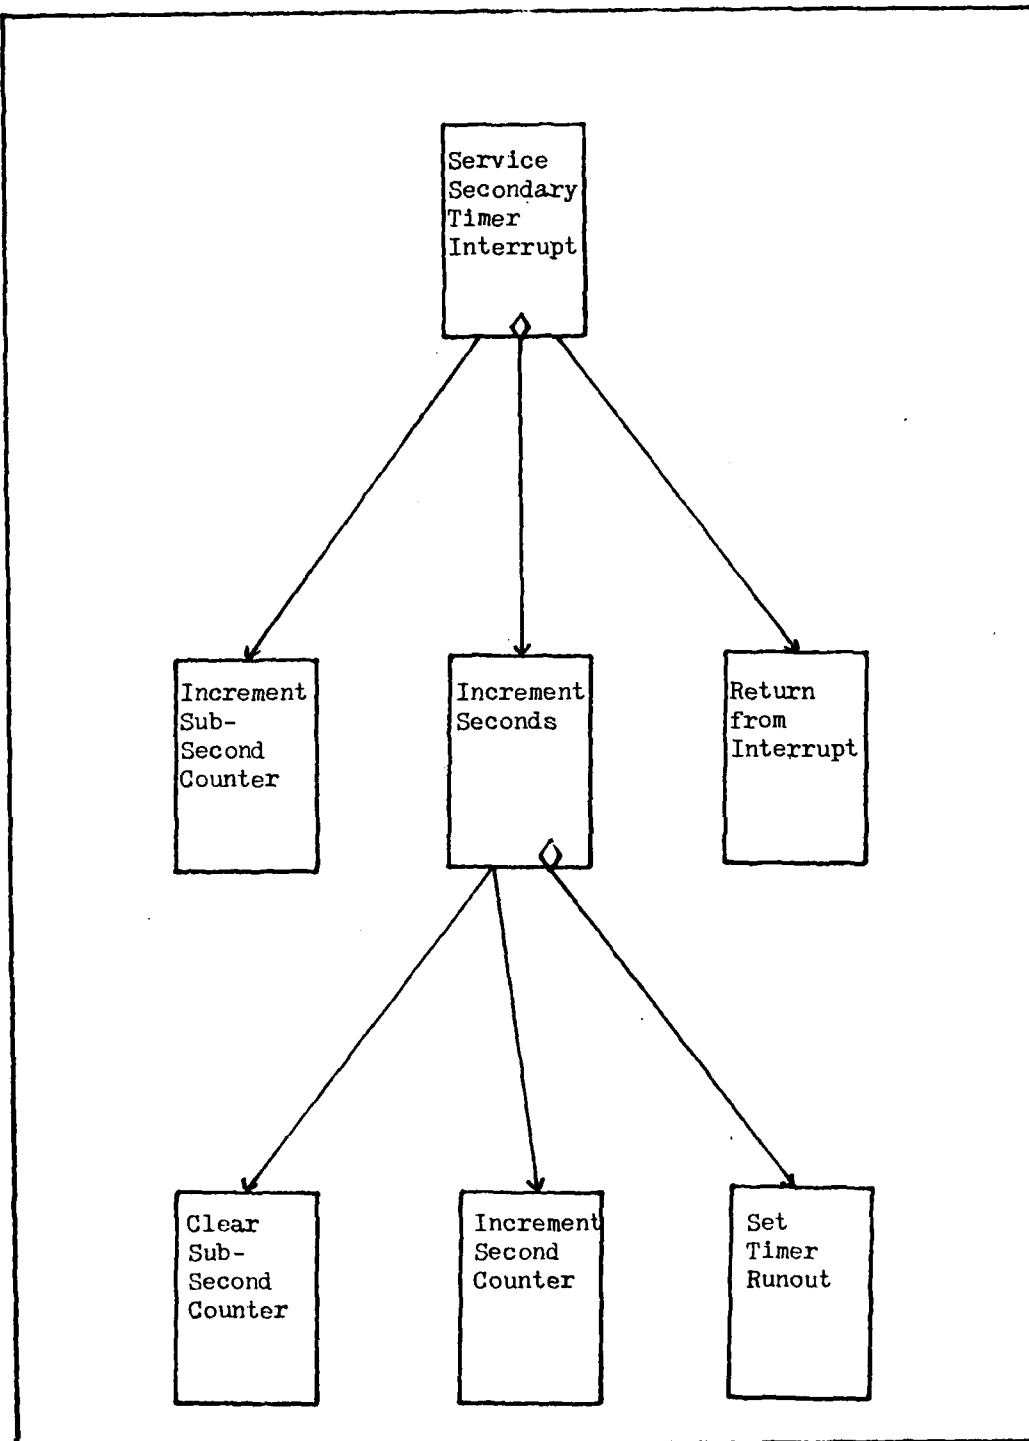 Service
Secondary
Timer
Interrupt
Increment
Sub-
Second
Counter
Increment
Seconds
Return
from
Interrupt
Clear
Sub-
Second
Counter
Increment
Second
Counter
Set
Timer
Runout